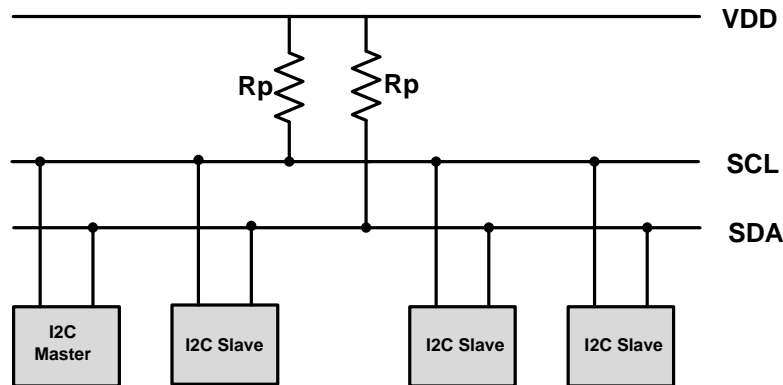 VDD
Rp
Rp
SCL
SDA
I2C
Master
I2C Slave
I2C Slave
I2C Slave